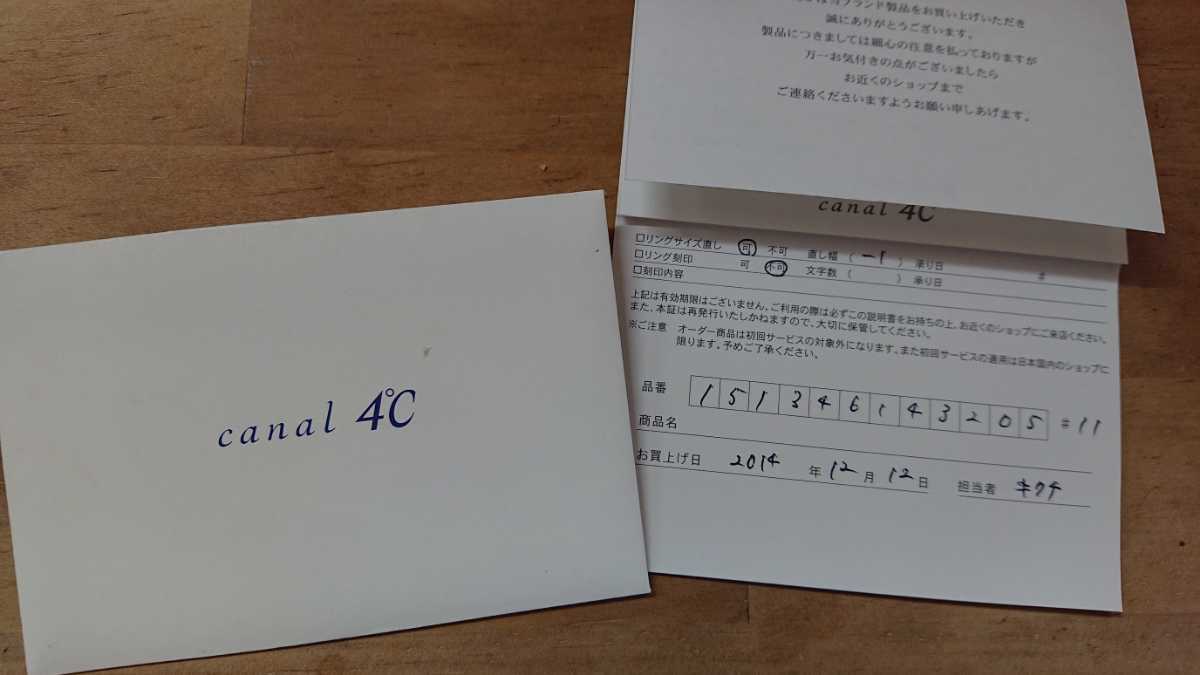 canal 4℃
は当ブランド製品をお買い上げいただき
誠にありがとうございます。
製品につきましては細心の注意を払っておりますが
万一お気付きの点がございましたら
お近くのショップまで
ご連絡くださいますようお願い申しあげます。
canal 4℃
□リングサイズ直し 可 不可 直し幅 ( -1 ) 承り日 #
□リング刻印 可 不可 文字数 ( ) 承り日
□刻印内容
上記は有効期限はございません。ご利用の際は必ずこの説明書をお持ちの上、お近くのショップにご来店ください。
また、本証は再発行いたしかねますので、大切に保管してください。
※ご注意 オーダー商品は初回サービスの対象外になります。また初回サービスの適用は日本国内のショップに
限ります。予めご了承ください。
品番 151346143205 #11
商品名
お買上げ日 2014 年 12 月 12 日 担当者 キクチ